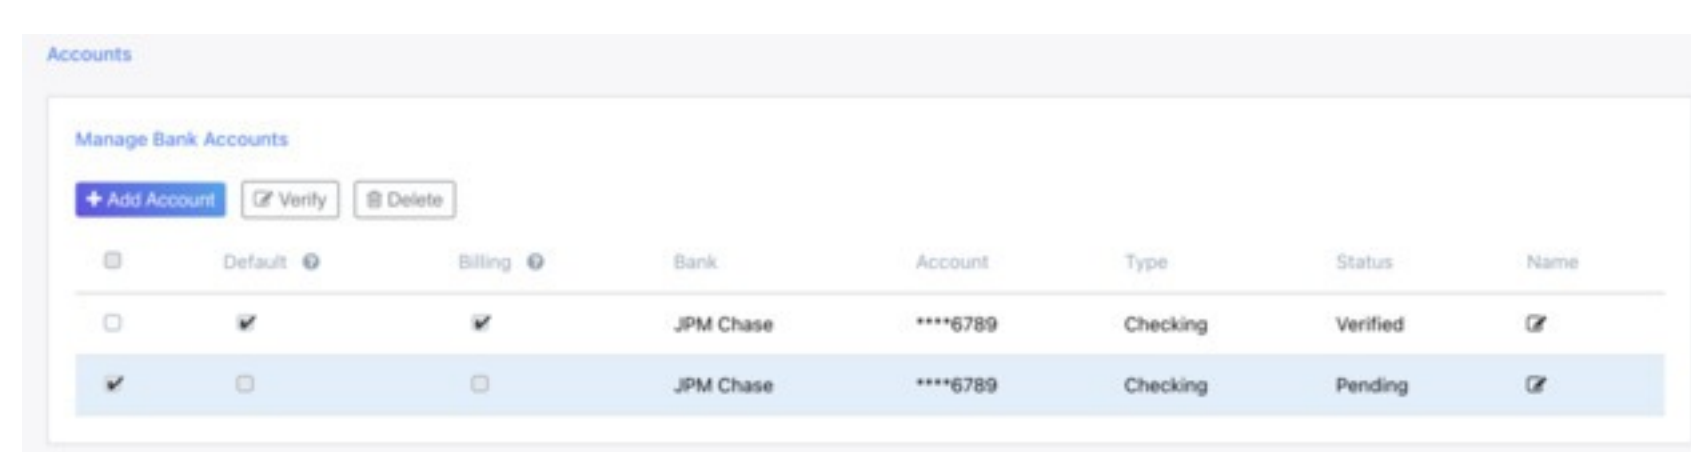 Accounts
Manage Bank Accounts
+ Add Account Verify Delete
Default Billing Bank Account Type Status Name
JPM Chase ****6789 Checking Verified
JPM Chase ****6789 Checking Pending